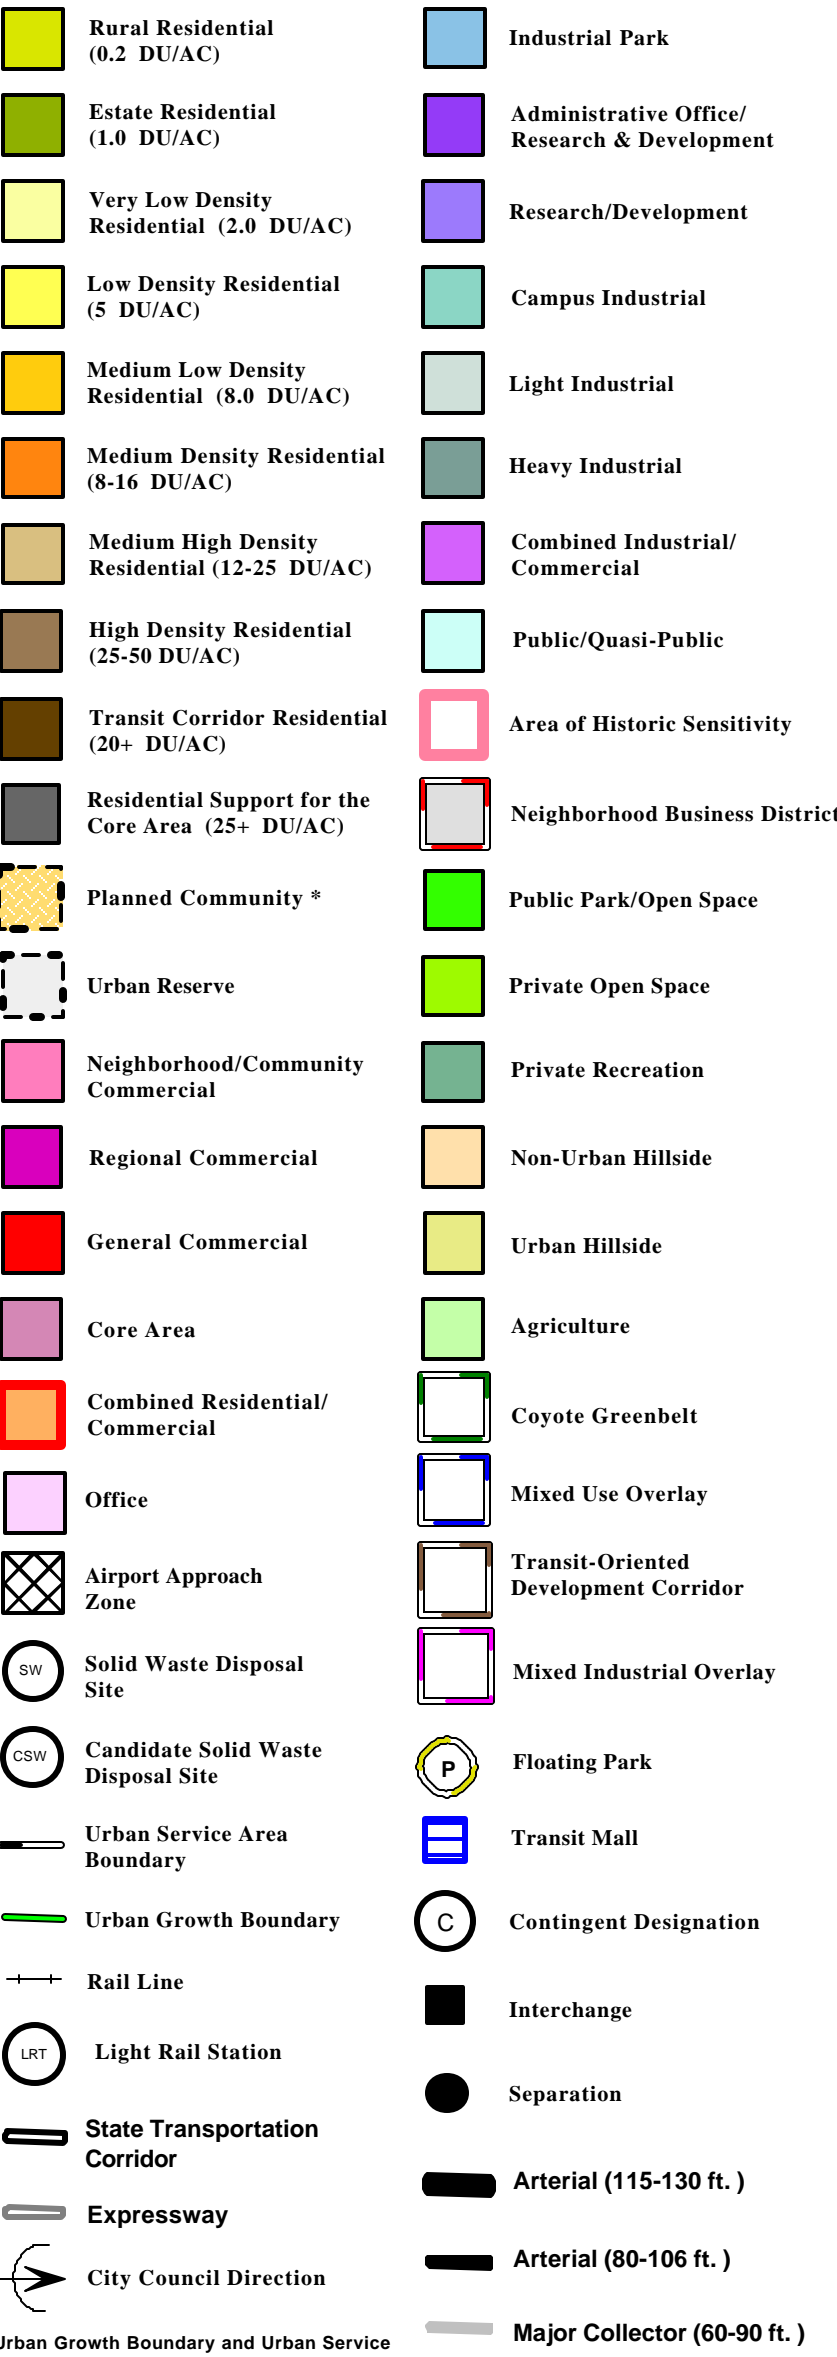 Rural Residential
(0.2 DU/AC)
Estate Residential
(1.0 DU/AC)
Very Low Density
Residential (2.0 DU/AC)
Low Density Residential
(5 DU/AC)
Medium Low Density
Residential (8.0 DU/AC)
Medium Density Residential
(8-16 DU/AC)
Medium High Density
Residential (12-25 DU/AC)
High Density Residential
(25-50 DU/AC)
Transit Corridor Residential
(20+ DU/AC)
Residential Support for the
Core Area (25+ DU/AC)
Planned Community *
Urban Reserve
Neighborhood/Community
Commercial
Regional Commercial
General Commercial
Core Area
Combined Residential/
Commercial
Office
Airport Approach
Zone
SW
Solid Waste Disposal
Site
CSW
Candidate Solid Waste
Disposal Site
Urban Service Area
Boundary
Urban Growth Boundary
Rail Line
LRT
Light Rail Station
State Transportation
Corridor
Expressway
City Council Direction
Urban Growth Boundary and Urban Service
Industrial Park
Administrative Office/
Research & Development
Research/Development
Campus Industrial
Light Industrial
Heavy Industrial
Combined Industrial/
Commercial
Public/Quasi-Public
Area of Historic Sensitivity
Neighborhood Business District
Public Park/Open Space
Private Open Space
Private Recreation
Non-Urban Hillside
Urban Hillside
Agriculture
Coyote Greenbelt
Mixed Use Overlay
Transit-Oriented
Development Corridor
Mixed Industrial Overlay
P
Floating Park
Transit Mall
C
Contingent Designation
Interchange
Separation
Arterial (115-130 ft. )
Arterial (80-106 ft. )
Major Collector (60-90 ft. )